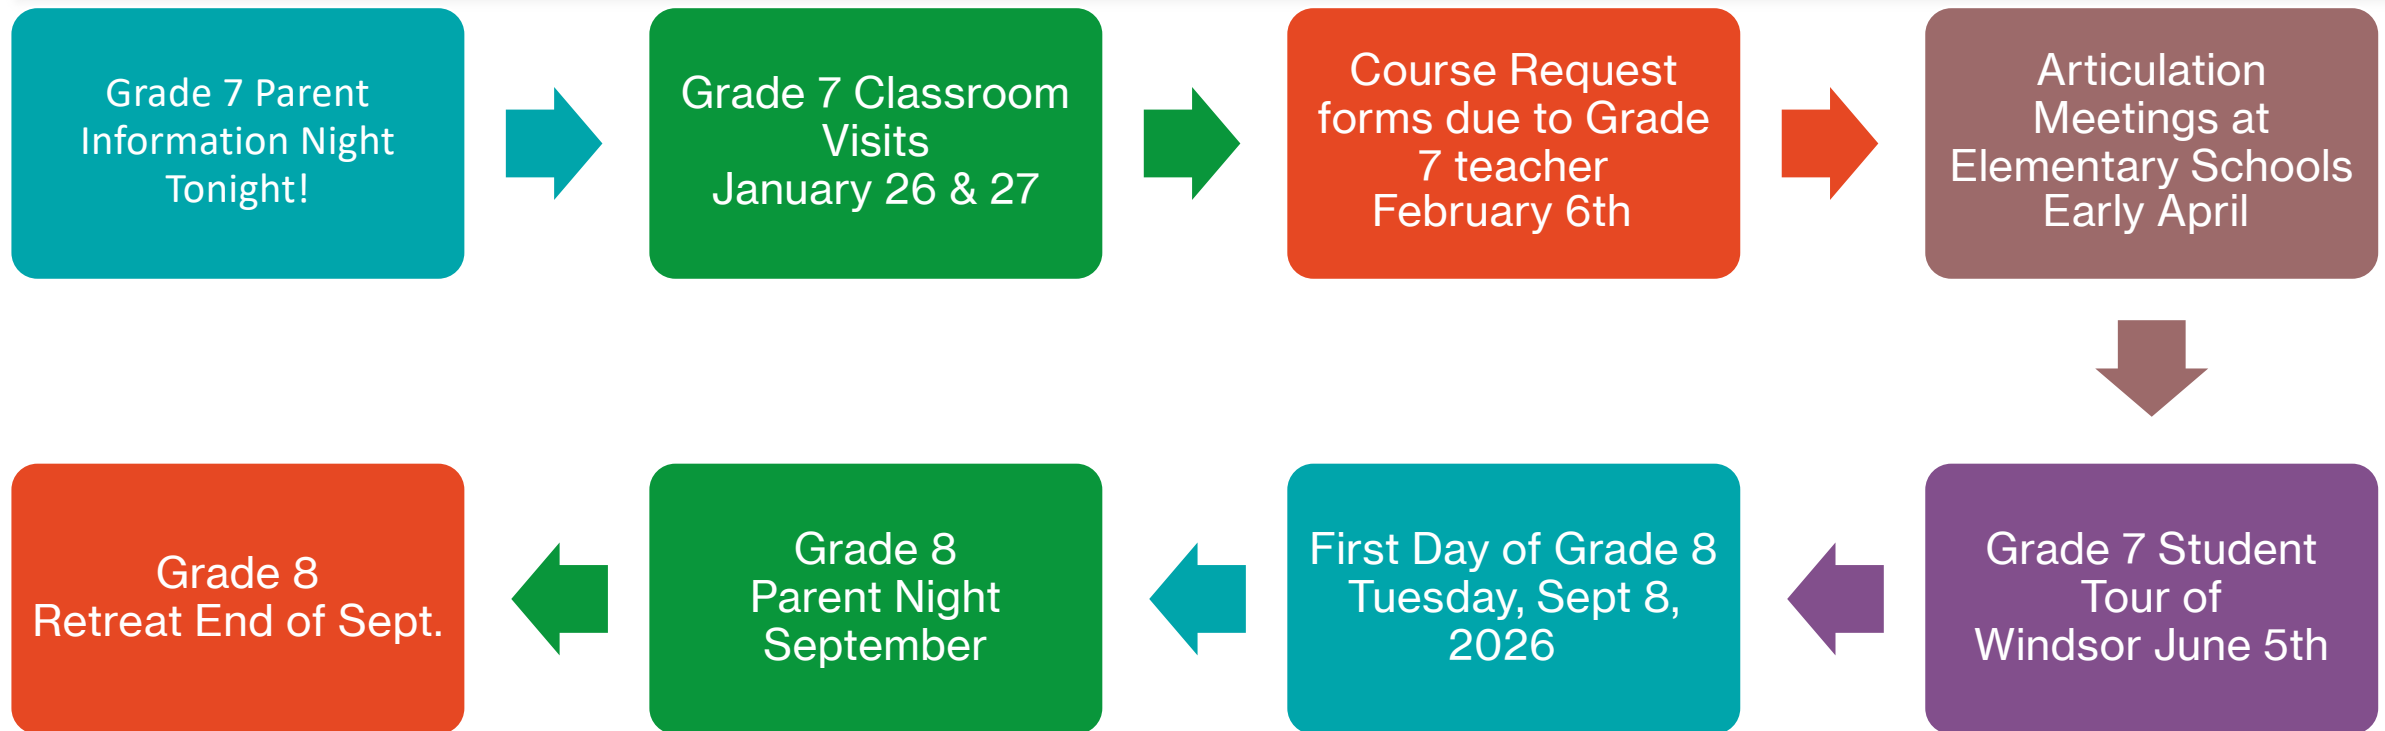 Grade 7 Parent
Information Night
Tonight!
Grade 7 Classroom
Visits
January 26 & 27
Course Request
forms due to Grade
7 teacher
February 6th
Articulation
Meetings at
Elementary Schools
Early April
Grade 7 Student
Tour of
Windsor June 5th
First Day of Grade 8
Tuesday, Sept 8,
2026
Grade 8
Parent Night
September
Grade 8
Retreat End of Sept.